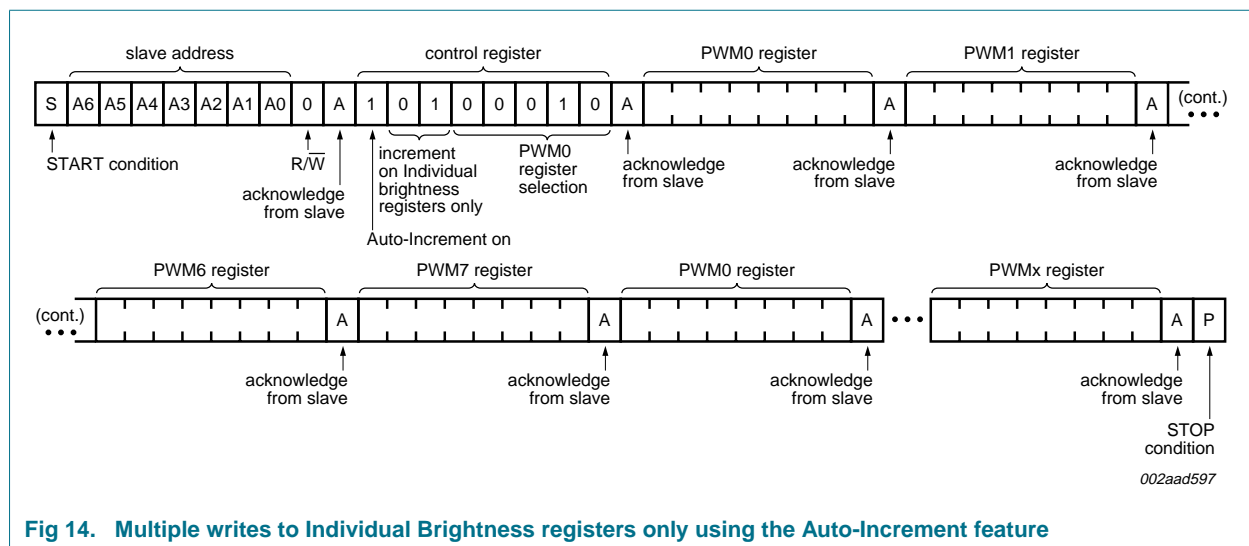 slave address control register PWM0 register PWM1 register
S A6 A5 A4 A3 A2 A1 A0 0 A 1 0 1 0 0 0 1 0 A A A (cont.)
START condition
R/W
acknowledge
from slave
increment
on Individual
brightness
registers only
Auto-Increment on
PWM0
register
selection
acknowledge
from slave
acknowledge
from slave
acknowledge
from slave
PWM6 register PWM7 register PWM0 register PWMx register
(cont.) A A A A P
acknowledge
from slave
acknowledge
from slave
acknowledge
from slave
acknowledge
from slave
STOP
condition
002aad597
Fig 14. Multiple writes to Individual Brightness registers only using the Auto-Increment feature